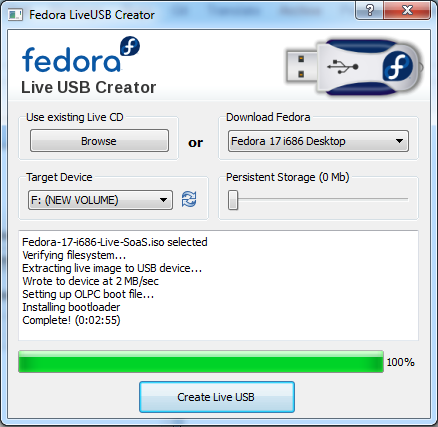 Fedora LiveUSB Creator
fedora
Live USB Creator
Use existing Live CD
Browse
or
Download Fedora
Fedora 17 i686 Desktop
Target Device
F: (NEW VOLUME)
Persistent Storage (0 Mb)
Fedora-17-i686-Live-SoaS.iso selected
Verifying filesystem...
Extracting live image to USB device...
Wrote to device at 2 MB/sec
Setting up OLPC boot file...
Installing bootloader
Complete! (0:02:55)
100%
Create Live USB